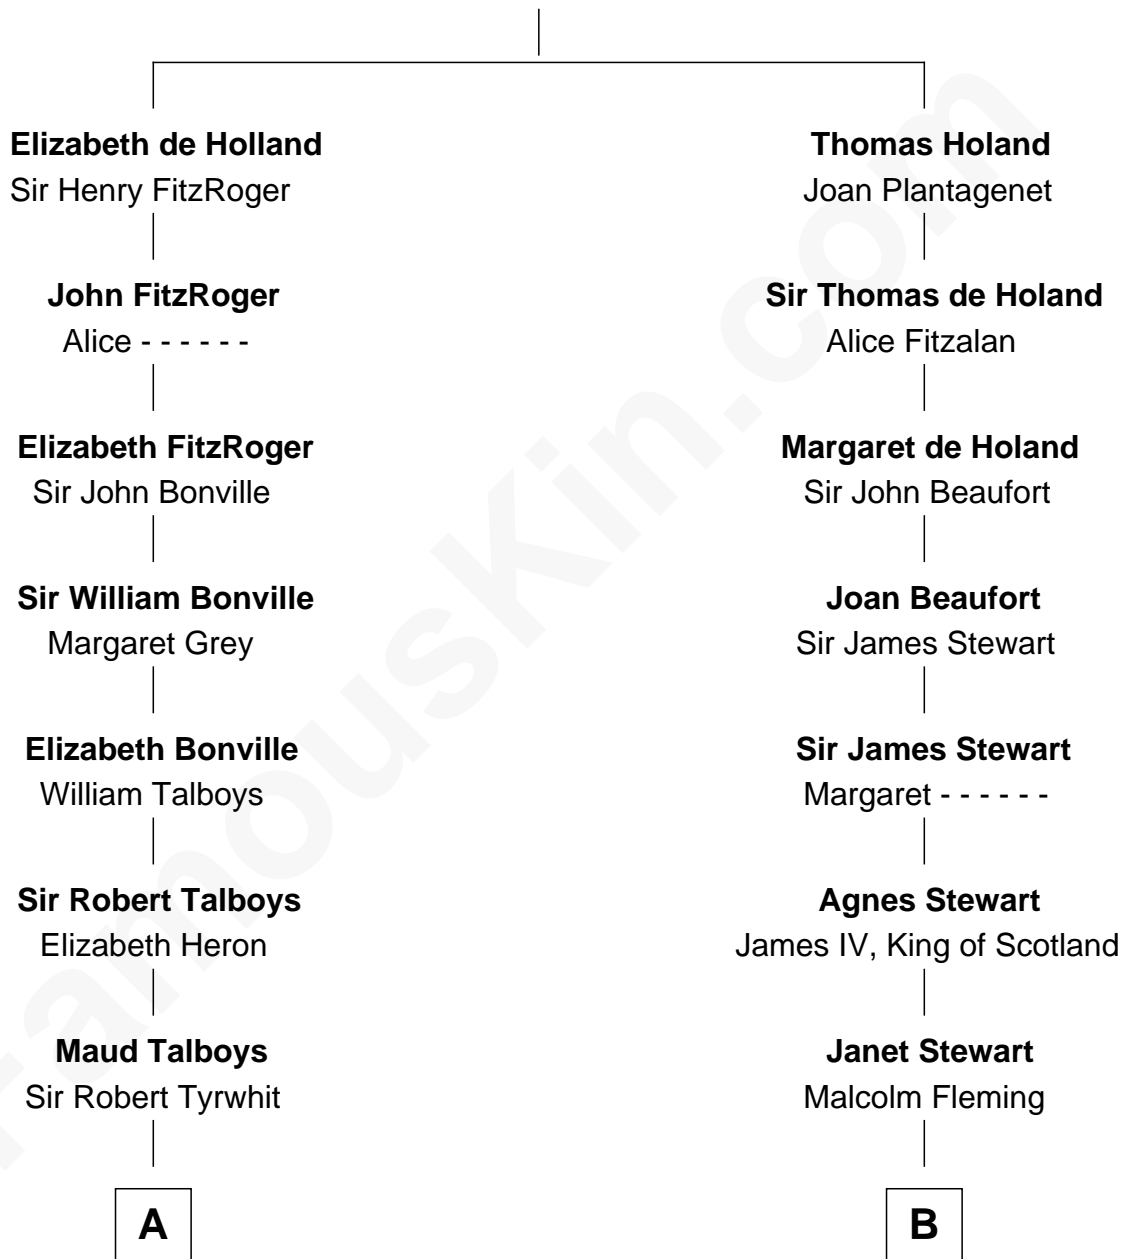 Elizabeth de Holland
Sir Henry FitzRoger
John FitzRoger
Alice - - - - - -
Elizabeth FitzRoger
Sir John Bonville
Sir William Bonville
Margaret Grey
Elizabeth Bonville
William Talboys
Sir Robert Talboys
Elizabeth Heron
Maud Talboys
Sir Robert Tyrwhit
A
Thomas Holand
Joan Plantagenet
Sir Thomas de Holand
Alice Fitzalan
Margaret de Holand
Sir John Beaufort
Joan Beaufort
Sir James Stewart
Sir James Stewart
Margaret - - - - - -
Agnes Stewart
James IV, King of Scotland
Janet Stewart
Malcolm Fleming
B
FamousKin.com